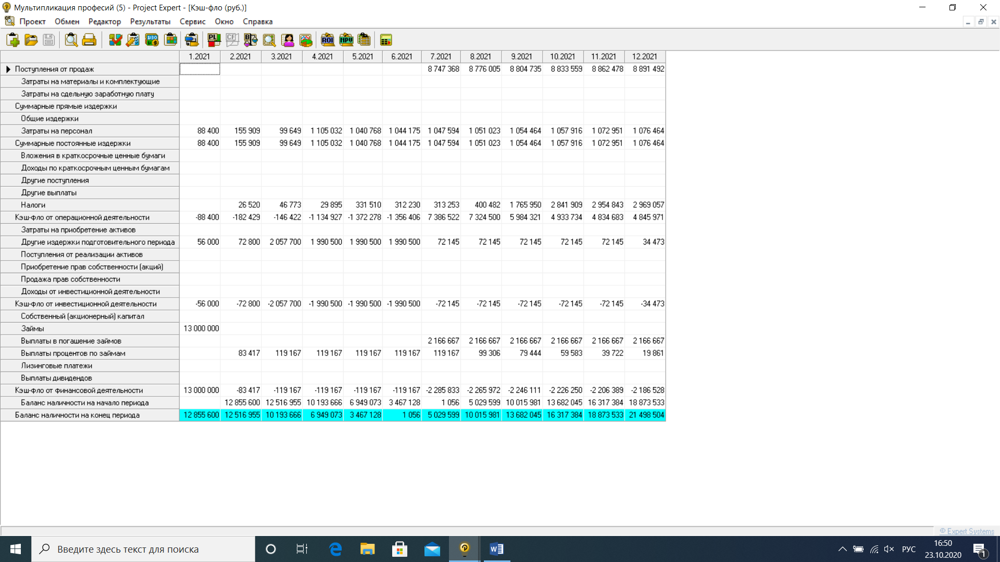 Мультипликация професий (5) - Project Expert - [Кэш-фло (руб.)]
Проект Обмен Редактор Результаты Сервис Окно Справка
PL CF B ROI NPV
1.2021 2.2021 3.2021 4.2021 5.2021 6.2021 7.2021 8.2021 9.2021 10.2021 11.2021 12.2021
Поступления от продаж 8 747 368 8 776 005 8 804 735 8 833 559 8 862 478 8 891 492
Затраты на материалы и комплектующие
Затраты на сдельную заработную плату
Суммарные прямые издержки
Общие издержки
Затраты на персонал 88 400 155 909 99 649 1 105 032 1 040 768 1 044 175 1 047 594 1 051 023 1 054 464 1 057 916 1 072 951 1 076 464
Суммарные постоянные издержки 88 400 155 909 99 649 1 105 032 1 040 768 1 044 175 1 047 594 1 051 023 1 054 464 1 057 916 1 072 951 1 076 464
Вложения в краткосрочные ценные бумаги
Доходы по краткосрочным ценным бумагам
Другие поступления
Другие выплаты
Налоги 26 520 46 773 29 895 331 510 312 230 313 253 400 482 1 765 950 2 841 909 2 954 843 2 969 057
Кэш-фло от операционной деятельности -88 400 -182 429 -146 422 -1 134 927 -1 372 278 -1 356 406 7 386 522 7 324 500 5 984 321 4 933 734 4 834 683 4 845 971
Затраты на приобретение активов
Другие издержки подготовительного периода 56 000 72 800 2 057 700 1 990 500 1 990 500 1 990 500 72 145 72 145 72 145 72 145 72 145 34 473
Поступления от реализации активов
Приобретение прав собственности (акций)
Продажа прав собственности
Доходы от инвестиционной деятельности
Кэш-фло от инвестиционной деятельности -56 000 -72 800 -2 057 700 -1 990 500 -1 990 500 -1 990 500 -72 145 -72 145 -72 145 -72 145 -72 145 -34 473
Собственный (акционерный) капитал
Займы 13 000 000
Выплаты в погашение займов 2 166 667 2 166 667 2 166 667 2 166 667 2 166 667 2 166 667
Выплаты процентов по займам 83 417 119 167 119 167 119 167 119 167 119 167 99 306 79 444 59 583 39 722 19 861
Лизинговые платежи
Выплаты дивидендов
Кэш-фло от финансовой деятельности 13 000 000 -83 417 -119 167 -119 167 -119 167 -119 167 -2 285 833 -2 265 972 -2 246 111 -2 226 250 -2 206 389 -2 186 528
Баланс наличности на начало периода 12 855 600 12 516 955 10 193 666 6 949 073 3 467 128 1 056 5 029 599 10 015 981 13 682 045 16 317 384 18 873 533
Баланс наличности на конец периода 12 855 600 12 516 955 10 193 666 6 949 073 3 467 128 1 056 5 029 599 10 015 981 13 682 045 16 317 384 18 873 533 21 498 504
© Expert Systems
Введите здесь текст для поиска
РУС
16:50
23.10.2020
1